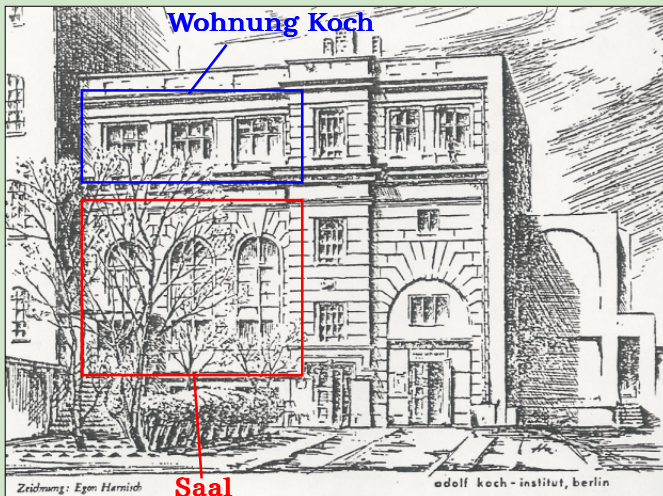 Wohnung Koch
Zeichnung: Egon Harnisch
Saal
adolf koch-institut, berlin